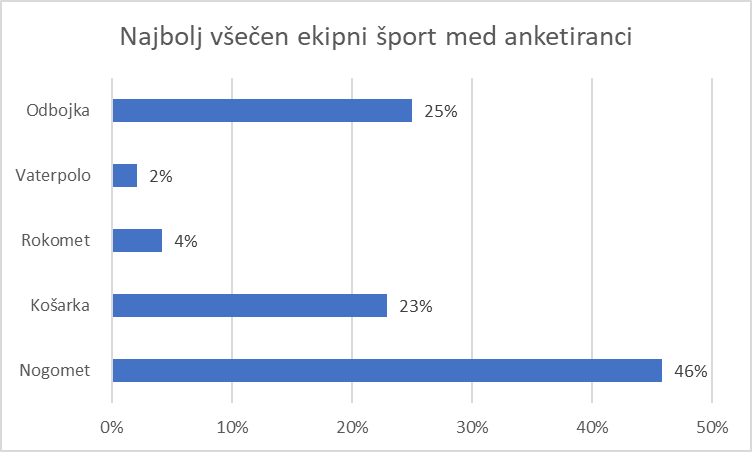 Najbolj všečen ekipni šport med anketiranci
Odbojka 25%
Vaterpolo 2%
Rokomet 4%
Košarka 23%
Nogomet 46%
0% 10% 20% 30% 40% 50%